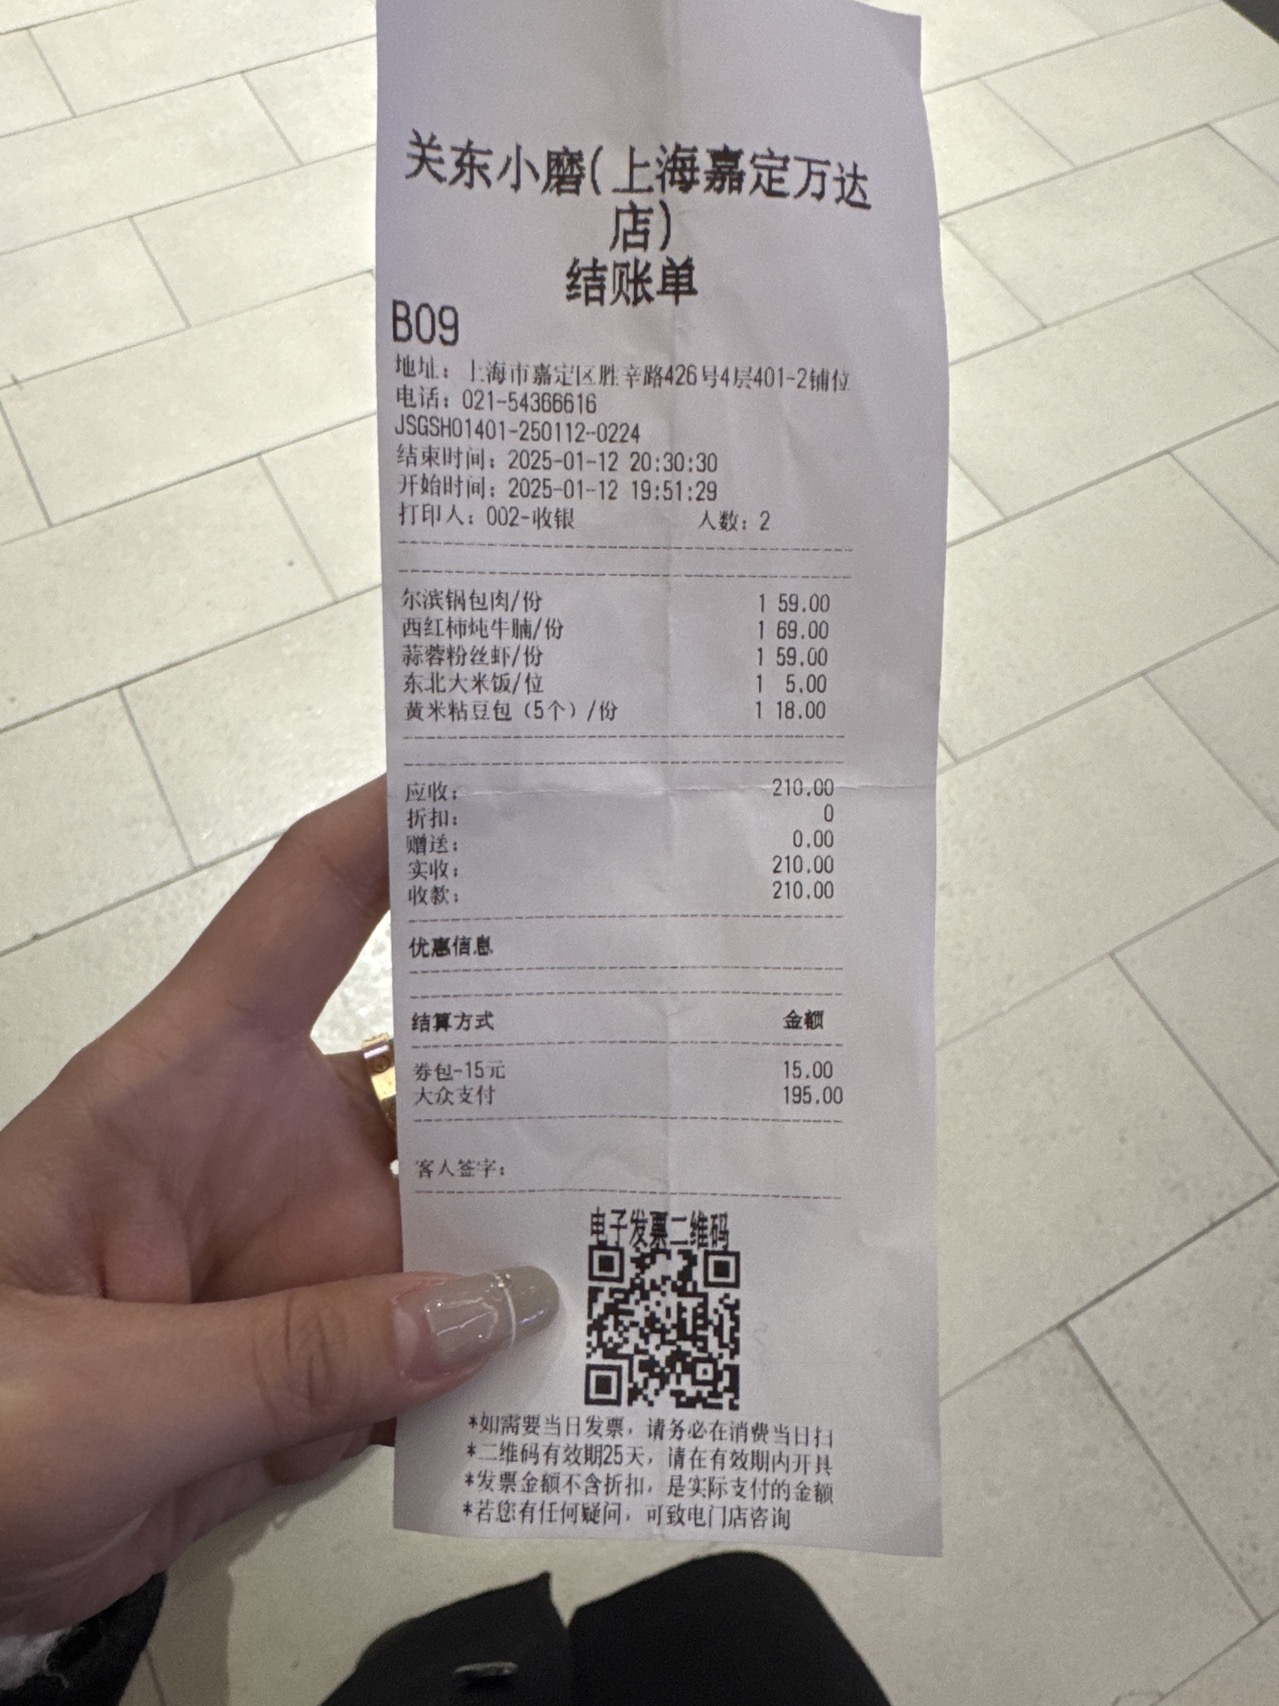 关东小磨(上海嘉定万达
店)
结账单
B09
地址：上海市嘉定区胜辛路426号4层401-2铺位
电话：021-54366616
JSGSH01401-250112-0224
结束时间：2025-01-12 20:30:30
开始时间：2025-01-12 19:51:29
打印人：002-收银 人数：2
尔滨锅包肉/份 1 59.00
西红柿炖牛腩/份 1 69.00
蒜蓉粉丝虾/份 1 59.00
东北大米饭/位 1 5.00
黄米粘豆包（5个）/份 1 18.00
应收： 210.00
折扣： 0
赠送： 0.00
实收： 210.00
收款： 210.00
优惠信息
结算方式 金额
券包-15元 15.00
大众支付 195.00
客人签字：
电子发票二维码
*如需要当日发票，请务必在消费当日扫
*二维码有效期25天，请在有效期内开具
*发票金额不含折扣，是实际支付的金额
*若您有任何疑问，可致电门店咨询